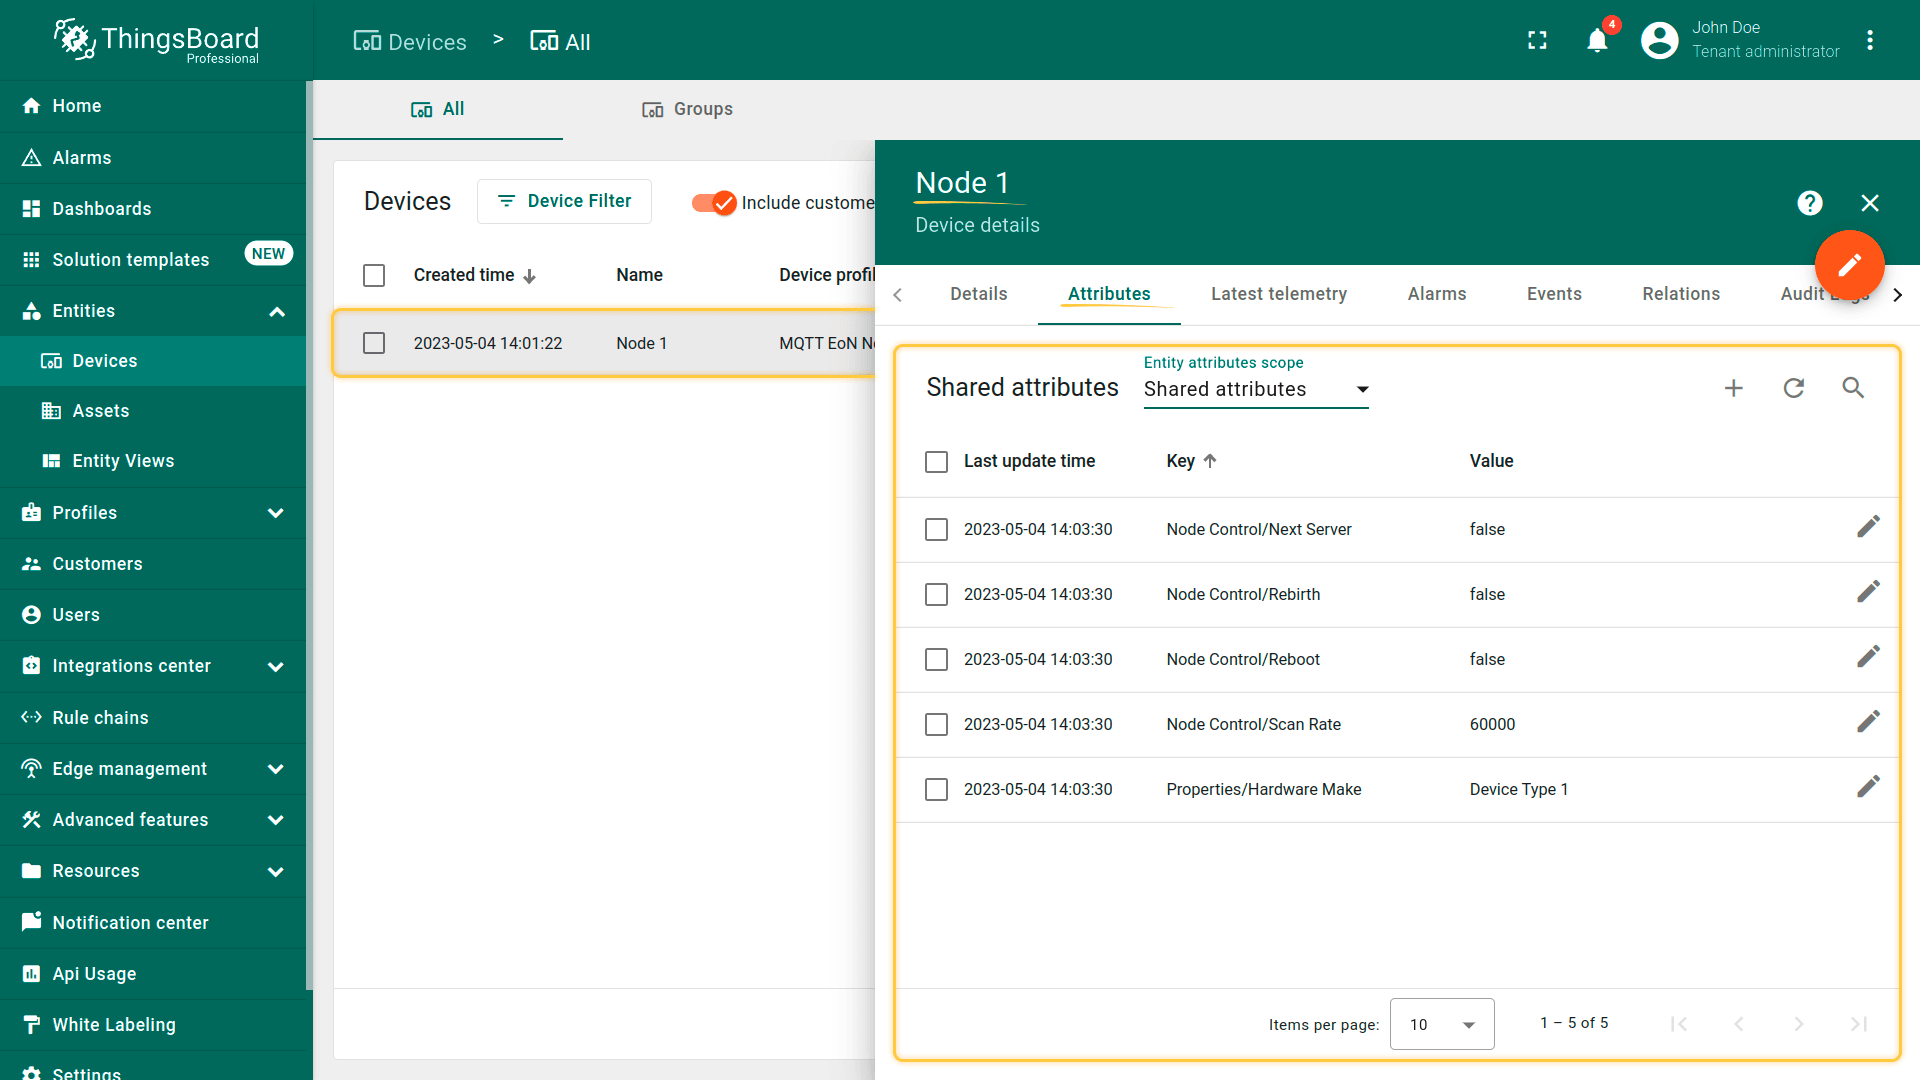 ThingsBoard
Professional
Devices > All
4
John Doe
Tenant administrator
Home
Alarms
Dashboards
Solution templates NEW
Entities
Devices
Assets
Entity Views
Profiles
Customers
Users
Integrations center
Rule chains
Edge management
Advanced features
Resources
Notification center
Api Usage
White Labeling
Settings
All Groups
Devices Device Filter Include custome
Created time Name Device profil
2023-05-04 14:01:22 Node 1 MQTT EoN No
Node 1
Device details
?
Details Attributes Latest telemetry Alarms Events Relations Audit Logs
Shared attributes
Entity attributes scope
Shared attributes
Last update time Key Value
2023-05-04 14:03:30 Node Control/Next Server false
2023-05-04 14:03:30 Node Control/Rebirth false
2023-05-04 14:03:30 Node Control/Reboot false
2023-05-04 14:03:30 Node Control/Scan Rate 60000
2023-05-04 14:03:30 Properties/Hardware Make Device Type 1
Items per page: 10 1 – 5 of 5